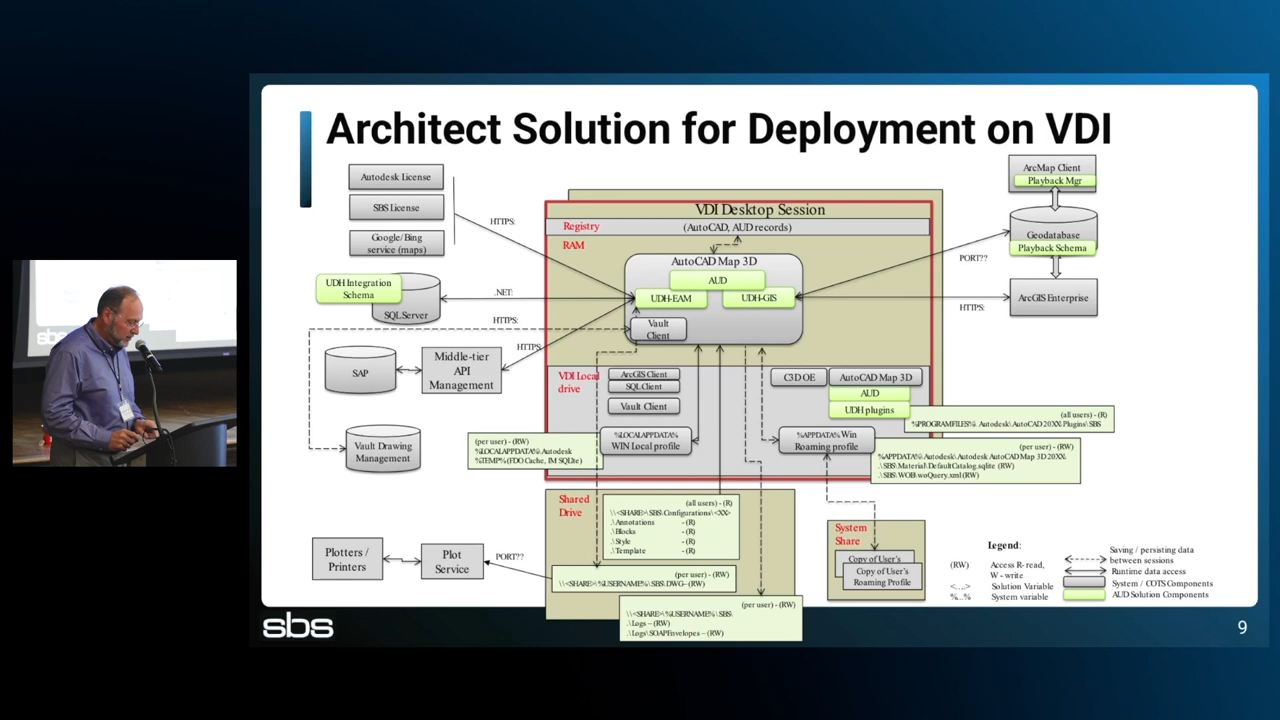 Architect Solution for Deployment on VDI
Autodesk License
SBS License
Google/Bing
service (maps)
HTTPS:
UDH Integration
Schema
SQLServer
.NET:
HTTPS:
HTTPS:
SAP
Middle-tier
API
Management
Vault Drawing
Management
VDI Desktop Session
Registry
(AutoCAD, AUD records)
RAM
AutoCAD Map 3D
AUD
UDH-EAM
UDH-GIS
Vault
Client
ArcMap Client
Playback Mgr
Geodatabase
Playback Schema
PORT??
ArcGIS Enterprise
HTTPS:
VDI Local
drive
ArcGIS Client
SQL Client
Vault Client
C3D OE
AutoCAD Map 3D
AUD
UDH plugins
%LOCALAPPDATA%
WIN Local profile
%APPDATA% Win
Roaming profile
(all users) - (R)
%PROGRAMFILES%\ Autodesk\AutoCAD 20XX\Plugins\SBS
(per user) - (RW)
%LOCALAPPDATA%\Autodesk
%TEMP%(FDO Cache, IM SQLite)
(per user) - (RW)
%APPDATA%\Autodesk\Autodesk AutoCAD Map 3D 20XX\
.\SBS\Material\DefaultCatalog.sqlite (RW)
.\SBS\WOB\woQuery.xml (RW)
Shared
Drive
(all users) - (R)
\\<SHARE>\SBS\Configurations\<XX>
.\Annotations - (R)
.\Blocks - (R)
.\Style - (R)
.\Template - (R)
(per user) - (RW)
\\<SHARE>\%USERNAME%\SBS\DWG – (RW)
(per user) - (RW)
\\<SHARE>\%USERNAME%\SBS\
.\Logs – (RW)
.\Logs\SOAPEnvelopes – (RW)
Plotters /
Printers
Plot
Service
PORT??
System
Share
Copy of User's
Copy of User's
Roaming Profile
Legend:
(RW) Access R- read,
W - write
<....> Solution Variable
%...% System variable
Saving / persisting data
between sessions
Runtime data access
System / COTS Components
AUD Solution Components
sbs
9